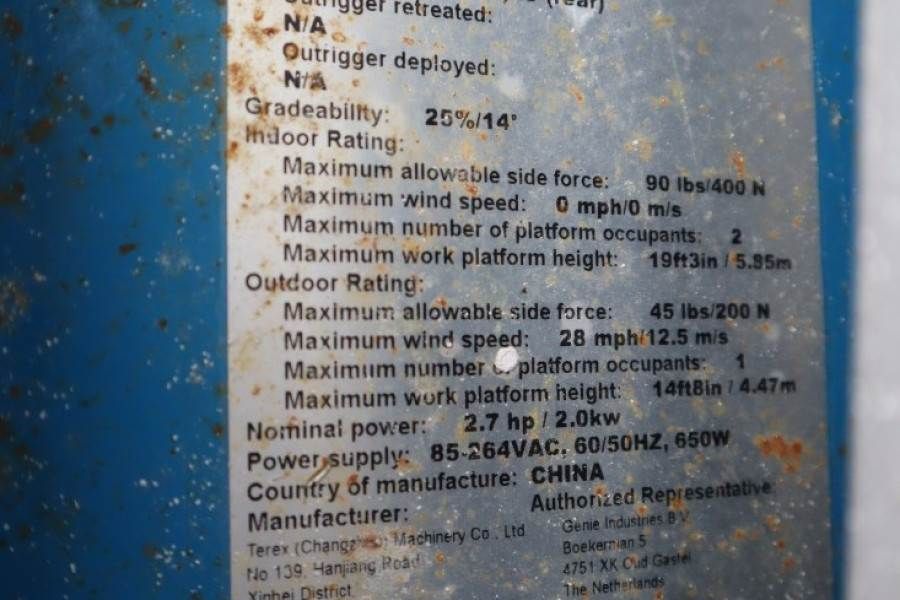 Outrigger retreated:
N/A
Outrigger deployed:
N/A
Gradeability: 25%/14°
Indoor Rating:
Maximum allowable side force: 90 lbs/400 N
Maximum wind speed: 0 mph/0 m/s
Maximum number of platform occupants: 2
Maximum work platform height: 19ft3in / 5.85m
Outdoor Rating:
Maximum allowable side force: 45 lbs/200 N
Maximum wind speed: 28 mph/12.5 m/s
Maximum number of platform occupants: 1
Maximum work platform height: 14ft8in / 4.47m
Nominal power: 2.7 hp / 2.0kw
Power supply: 85-264VAC, 60/50HZ, 650W
Country of manufacture: CHINA
Manufacturer: Authorized Representative
Terex (Changzhou) Machinery Co., Ltd Genie Industries B.V.
No 139, Hanjiang Road Boekerman 5
4751 XK Oud Gastel
Xinbei District The Netherlands